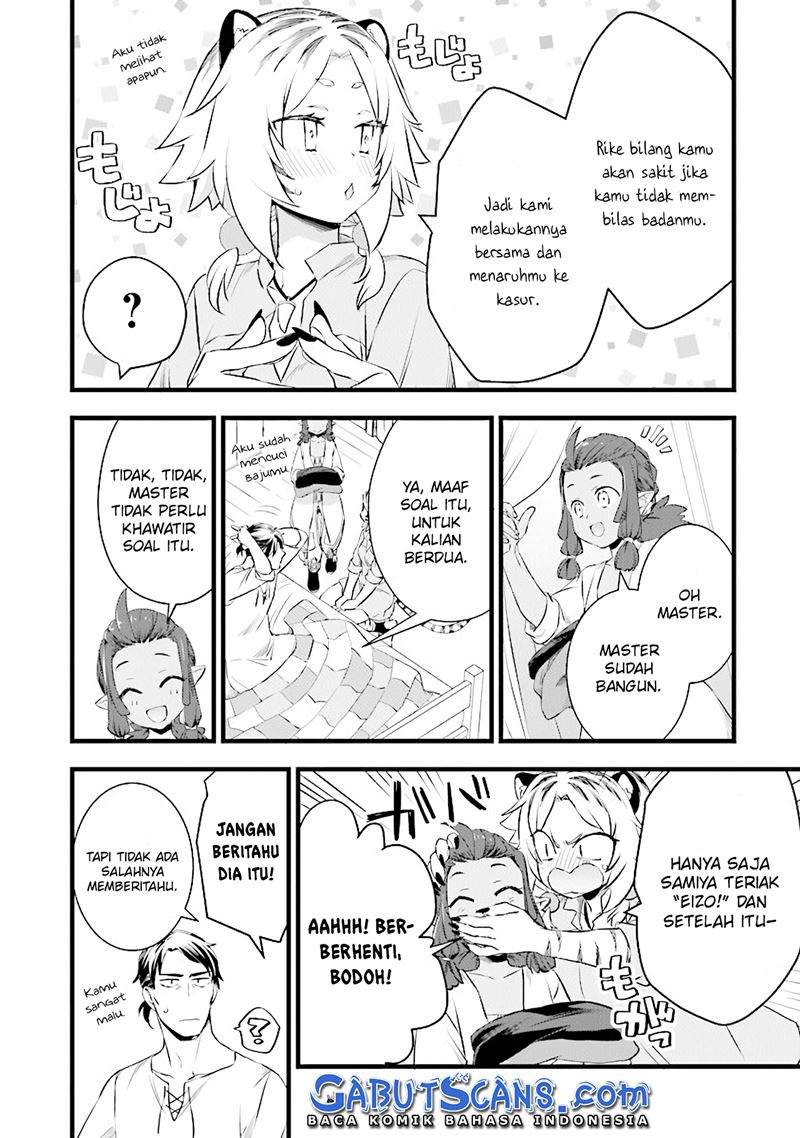 Rike bilang kamu
akan sakit jika
kamu tidak mem-
bilas badanmu.
Jadi kami
melakukannya
bersama dan
menaruhmu ke
kasur.
もじょ
Aku tidak
melihat
apapun.
もじょ
?
OH
MASTER.
MASTER
SUDAH
BANGUN.
YA, MAAF
SOAL ITU,
UNTUK
KALIAN
BERDUA.
Aku sudah
mencuci
bajumu.
TIDAK, TIDAK,
MASTER
TIDAK PERLU
KHAWATIR
SOAL ITU.
HANYA SAJA
SAMIYA TERIAK
"EIZO!" DAN
SETELAH ITU-
ガバ
AAHHH! BER-
BERHENTI,
BODOH!
モガッ
JANGAN
BERITAHU
DIA ITU!
TAPI TIDAK ADA
SALAHNYA
MEMBERITAHU.
Kamu
sangat
malu.
?
GABUTSCANS.com
BACA KOMIK BAHASA INDONESIA